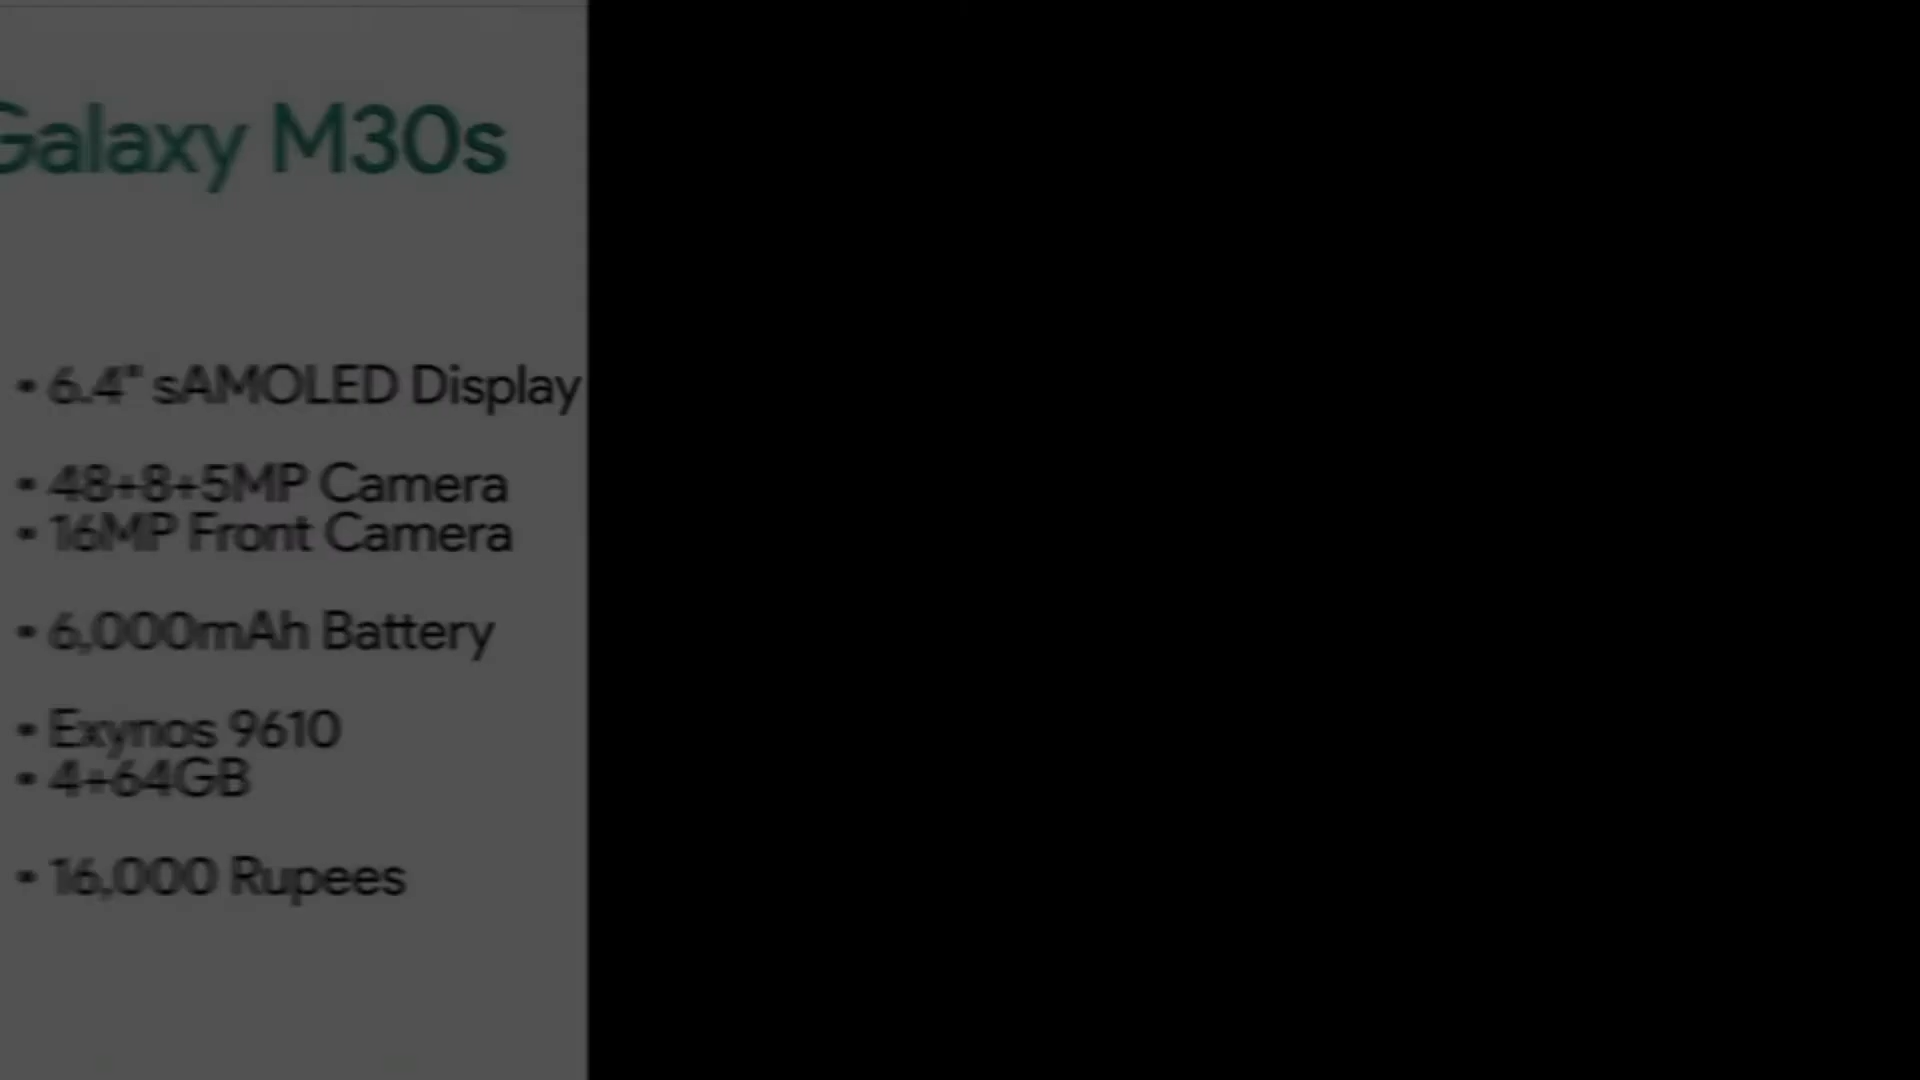 Galaxy M30s
• 6.4" sAMOLED Display
• 48+8+5MP Camera
• 16MP Front Camera
• 6,000mAh Battery
• Exynos 9610
• 4+64GB
• 16,000 Rupees